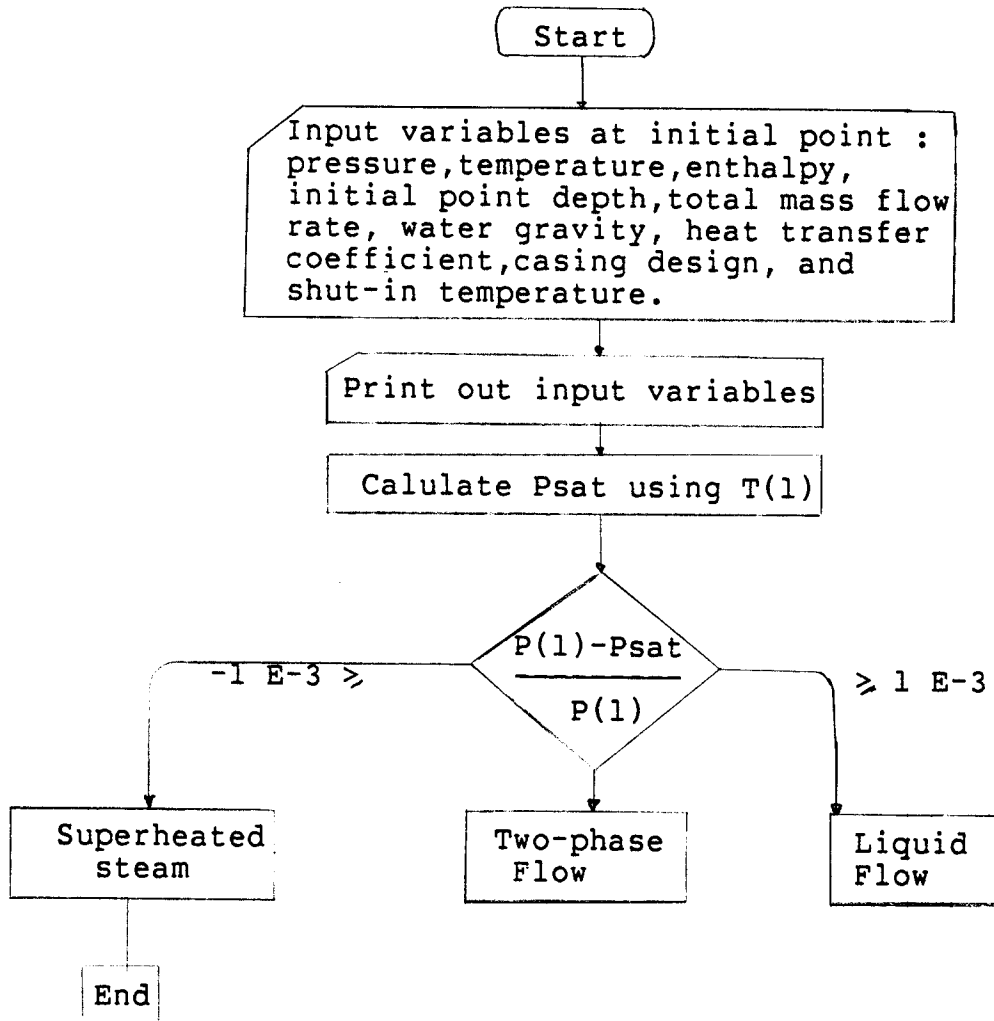 Start
Input variables at initial point :
pressure,temperature,enthalpy,
initial point depth,total mass flow
rate, water gravity, heat transfer
coefficient,casing design, and
shut-in temperature.
Print out input variables
Calulate Psat using T(1)
P(1)-Psat
P(1)
-1 E-3 ⩾
⩾ 1 E-3
Superheated
steam
Two-phase
Flow
Liquid
Flow
End